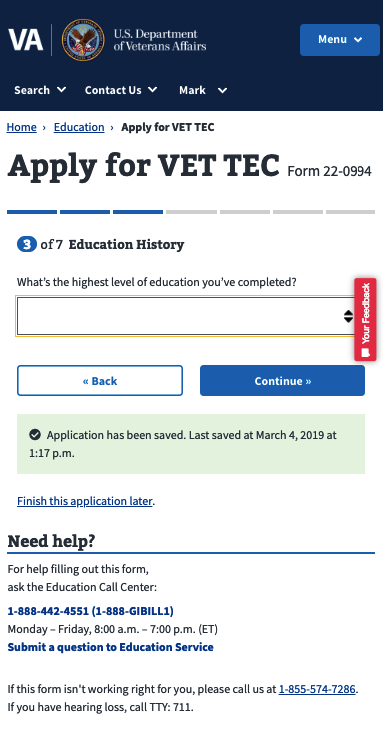 VA
U.S. Department
of Veterans Affairs
Menu
Search
Contact Us
Mark
Home › Education › Apply for VET TEC
Apply for VET TEC Form 22-0994
3 of 7 Education History
What's the highest level of education you've completed?
Your Feedback
« Back
Continue »
Application has been saved. Last saved at March 4, 2019 at
1:17 p.m.
Finish this application later.
Need help?
For help filling out this form,
ask the Education Call Center:
1-888-442-4551 (1-888-GIBILL1)
Monday – Friday, 8:00 a.m. – 7:00 p.m. (ET)
Submit a question to Education Service
If this form isn't working right for you, please call us at 1-855-574-7286.
If you have hearing loss, call TTY: 711.